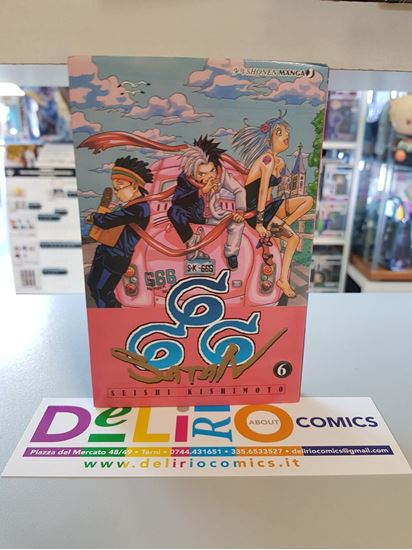 SHONEN MANGA
666
S·K-666
666
SATAN
6
SEISHI KISHIMOTO
DeLiRIO ABOUT COMICS
Piazza del Mercato 48/49 • Terni • 0744.431651 • 335.6533527 • deliriocomics@gmail.com
www.deliriocomics.it